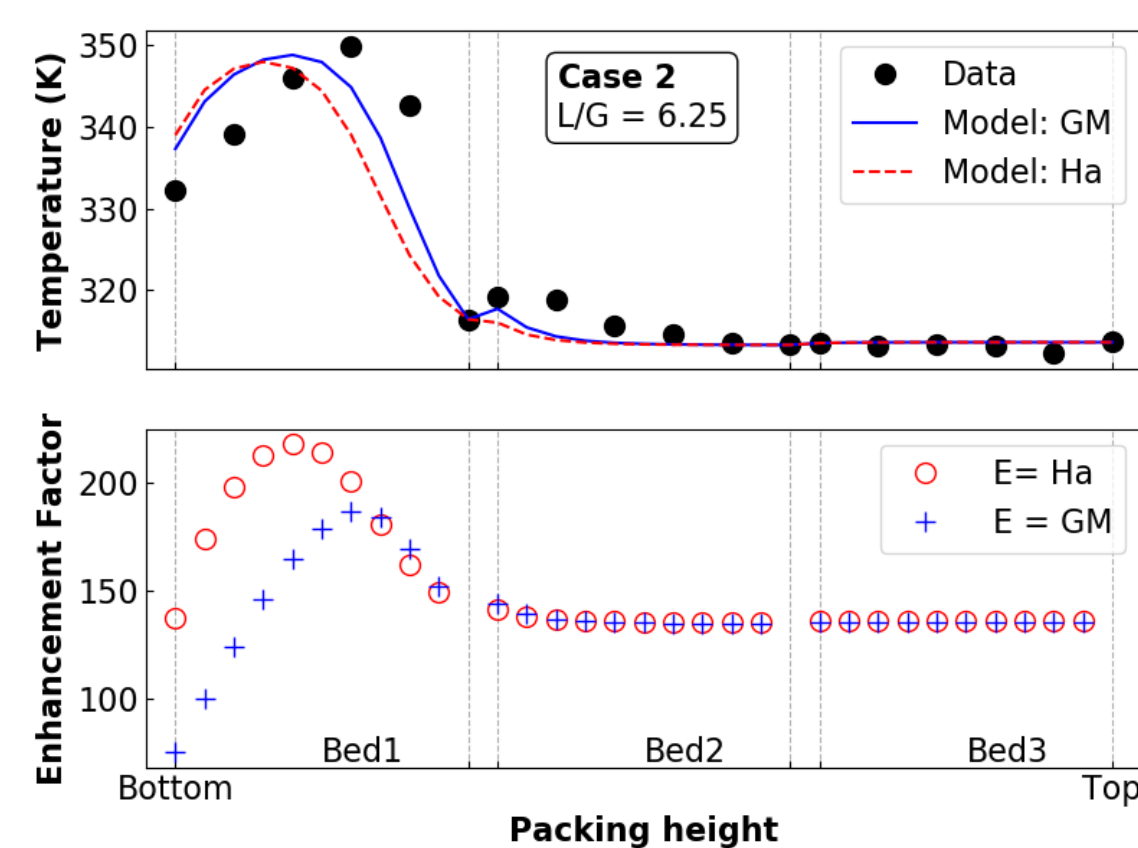 350
340
330
320
Temperature (K)
Case 2
L/G = 6.25
Data
Model: GM
Model: Ha
200
150
100
Enhancement Factor
E= Ha
E = GM
Bed1
Bed2
Bed3
Bottom
Top
Packing height